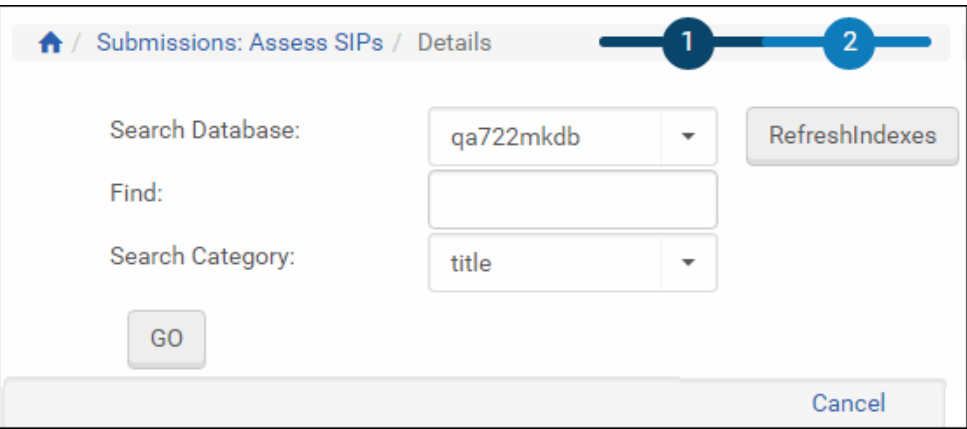 / Submissions: Assess SIPs / Details 1 2
Search Database: qa722mkdb RefreshIndexes
Find:
Search Category: title
GO
Cancel